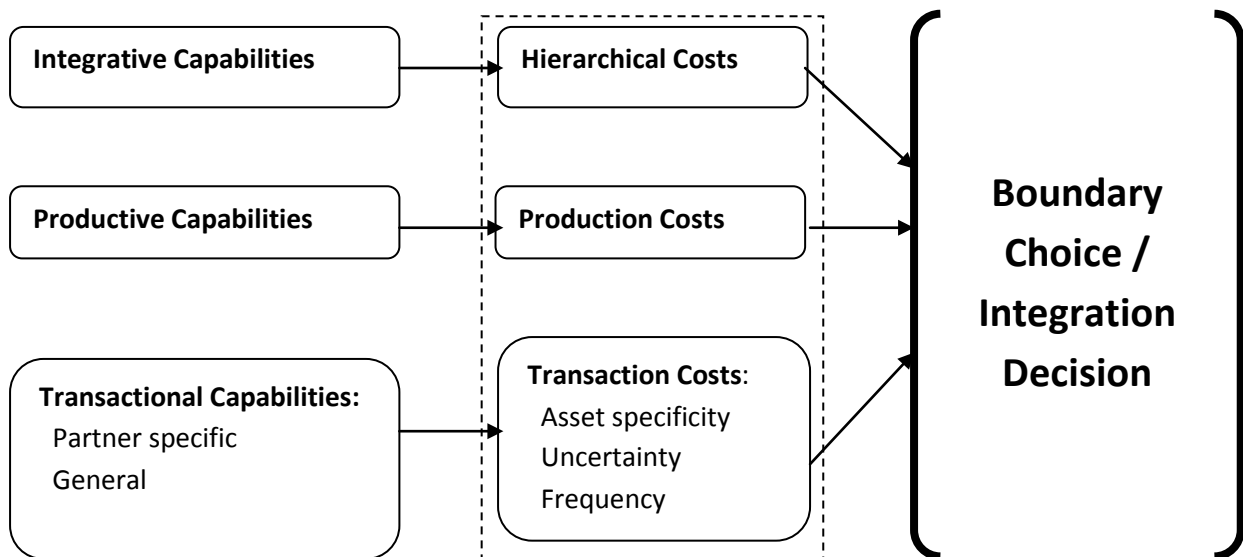 Integrative Capabilities
Hierarchical Costs
Productive Capabilities
Production Costs
Transactional Capabilities:
Partner specific
General
Transaction Costs:
Asset specificity
Uncertainty
Frequency
Boundary
Choice /
Integration
Decision